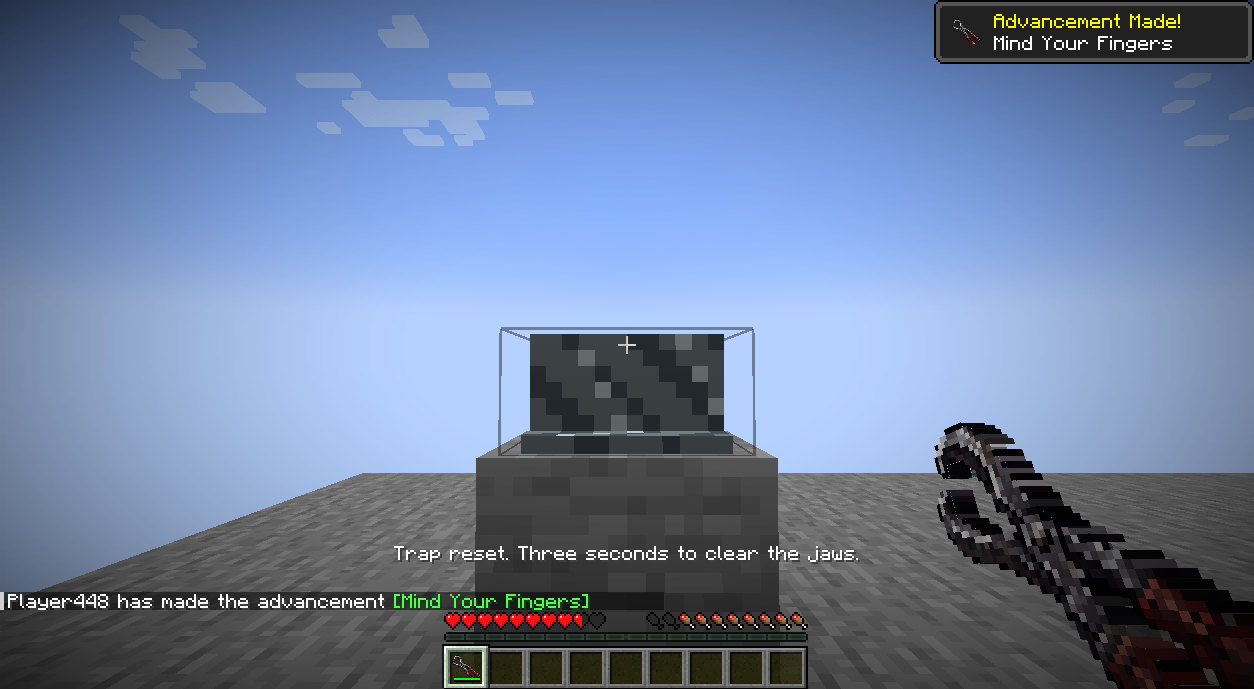 Advancement Made!
Mind Your Fingers
Trap reset. Three seconds to clear the jaws.
Player448 has made the advancement [Mind Your Fingers]